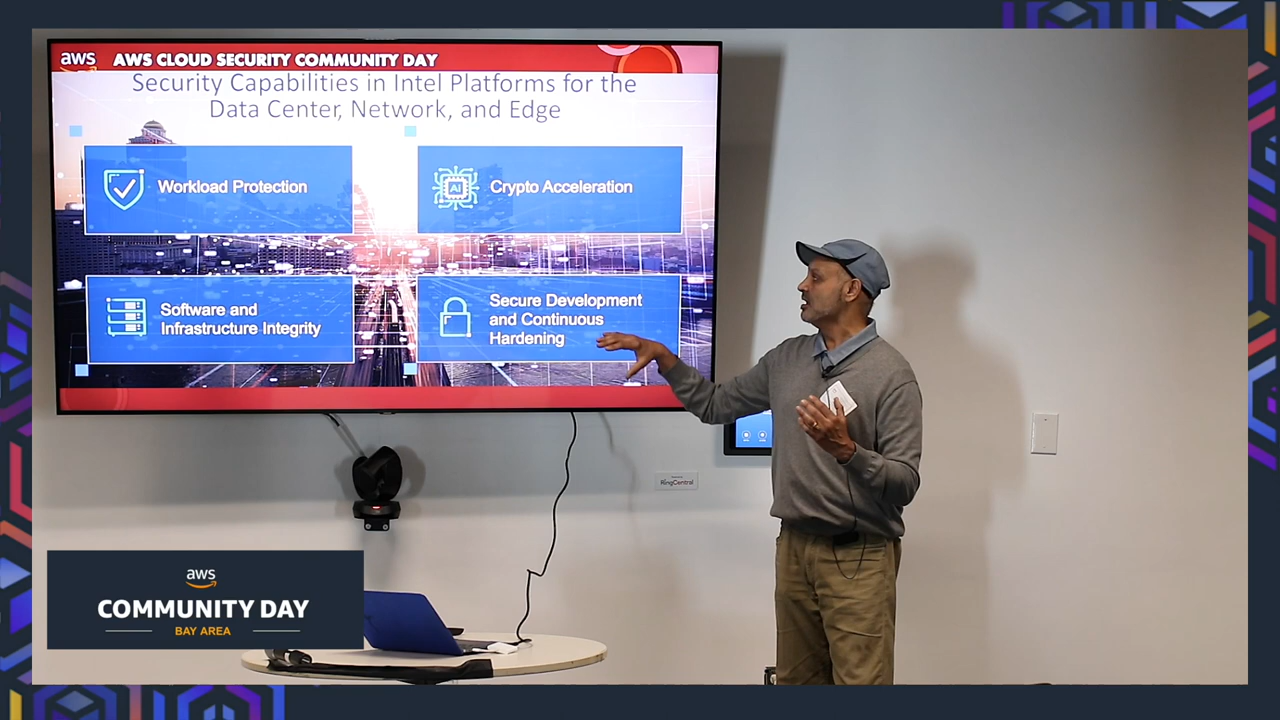 aws
AWS CLOUD SECURITY COMMUNITY DAY
Security Capabilities in Intel Platforms for the
Data Center, Network, and Edge
Workload Protection
AI
Crypto Acceleration
Software and
Infrastructure Integrity
Secure Development
and Continuous
Hardening
RingCentral
aws
COMMUNITY DAY
BAY AREA